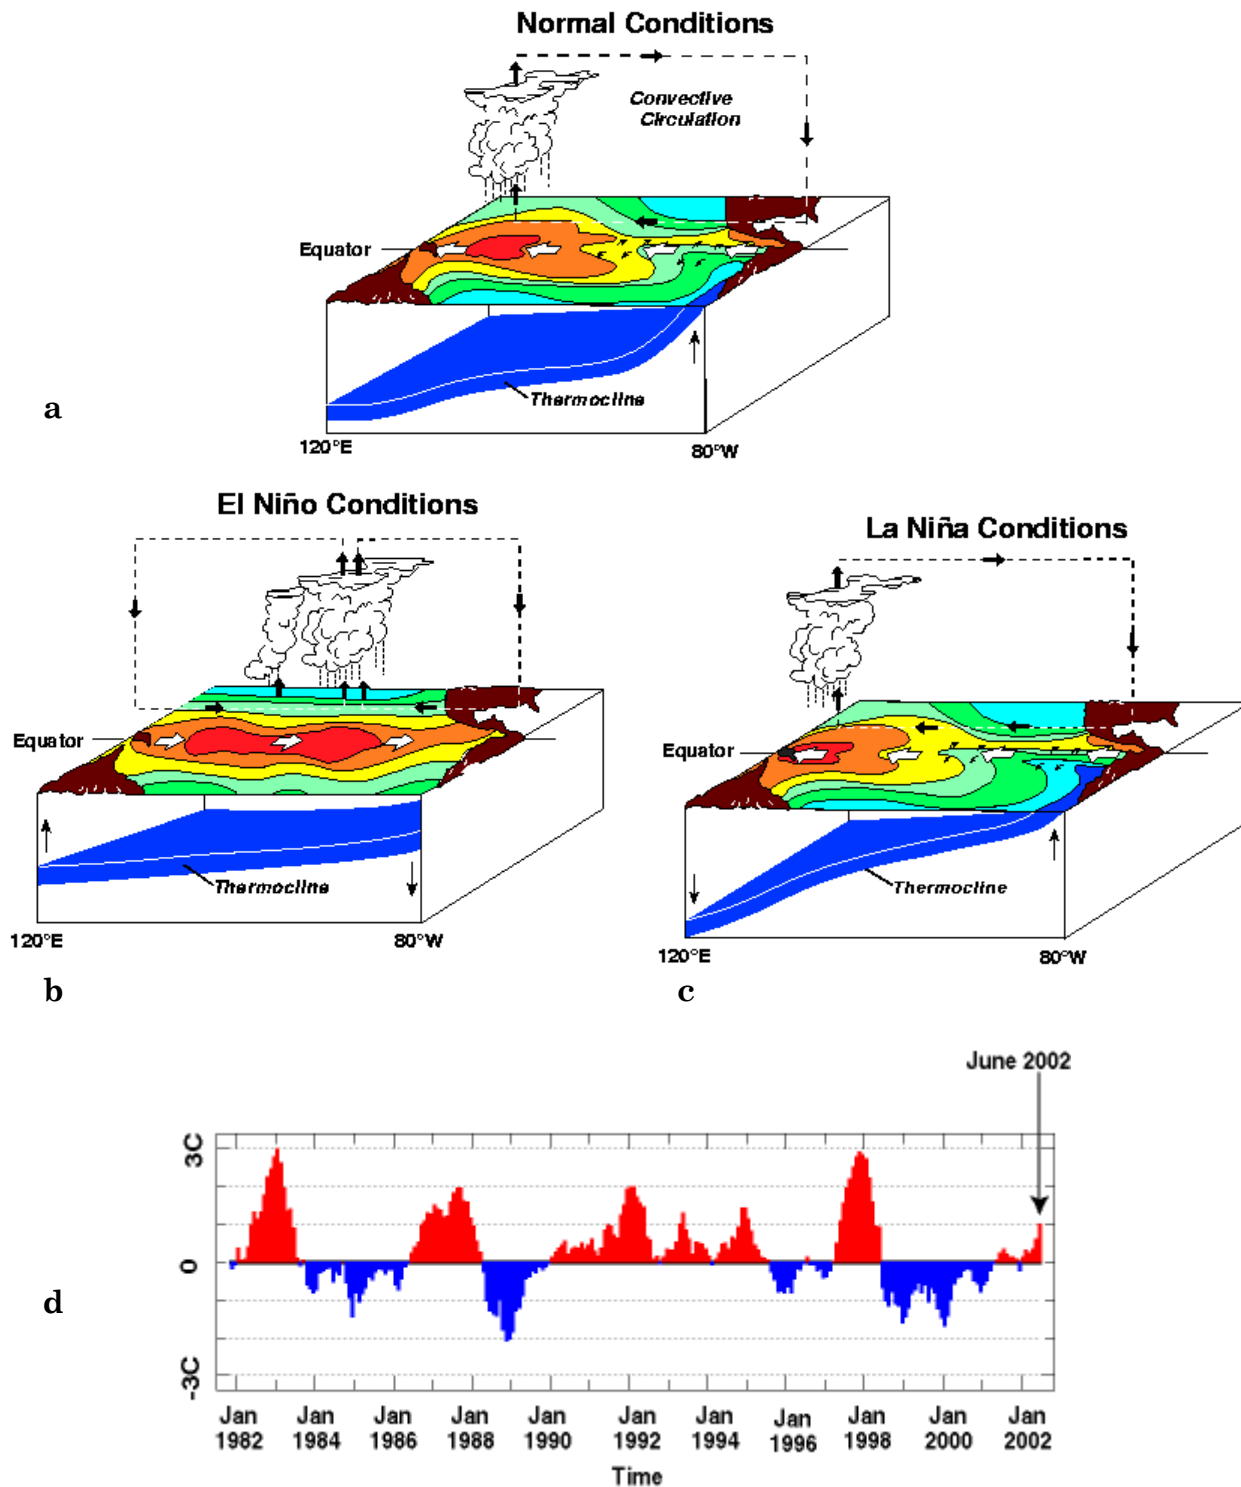 Normal Conditions
Convective
Circulation
Equator
Thermocline
a
120°E
80°W
El Niño Conditions
La Niña Conditions
Equator
Equator
Thermocline
Thermocline
120°E
80°W
120°E
80°W
b
c
June 2002
3C
0
-3C
d
Jan
1982
Jan
1984
Jan
1986
Jan
1988
Jan
1990
Jan
1992
Jan
1994
Jan
1996
Jan
1998
Jan
2000
Jan
2002
Time